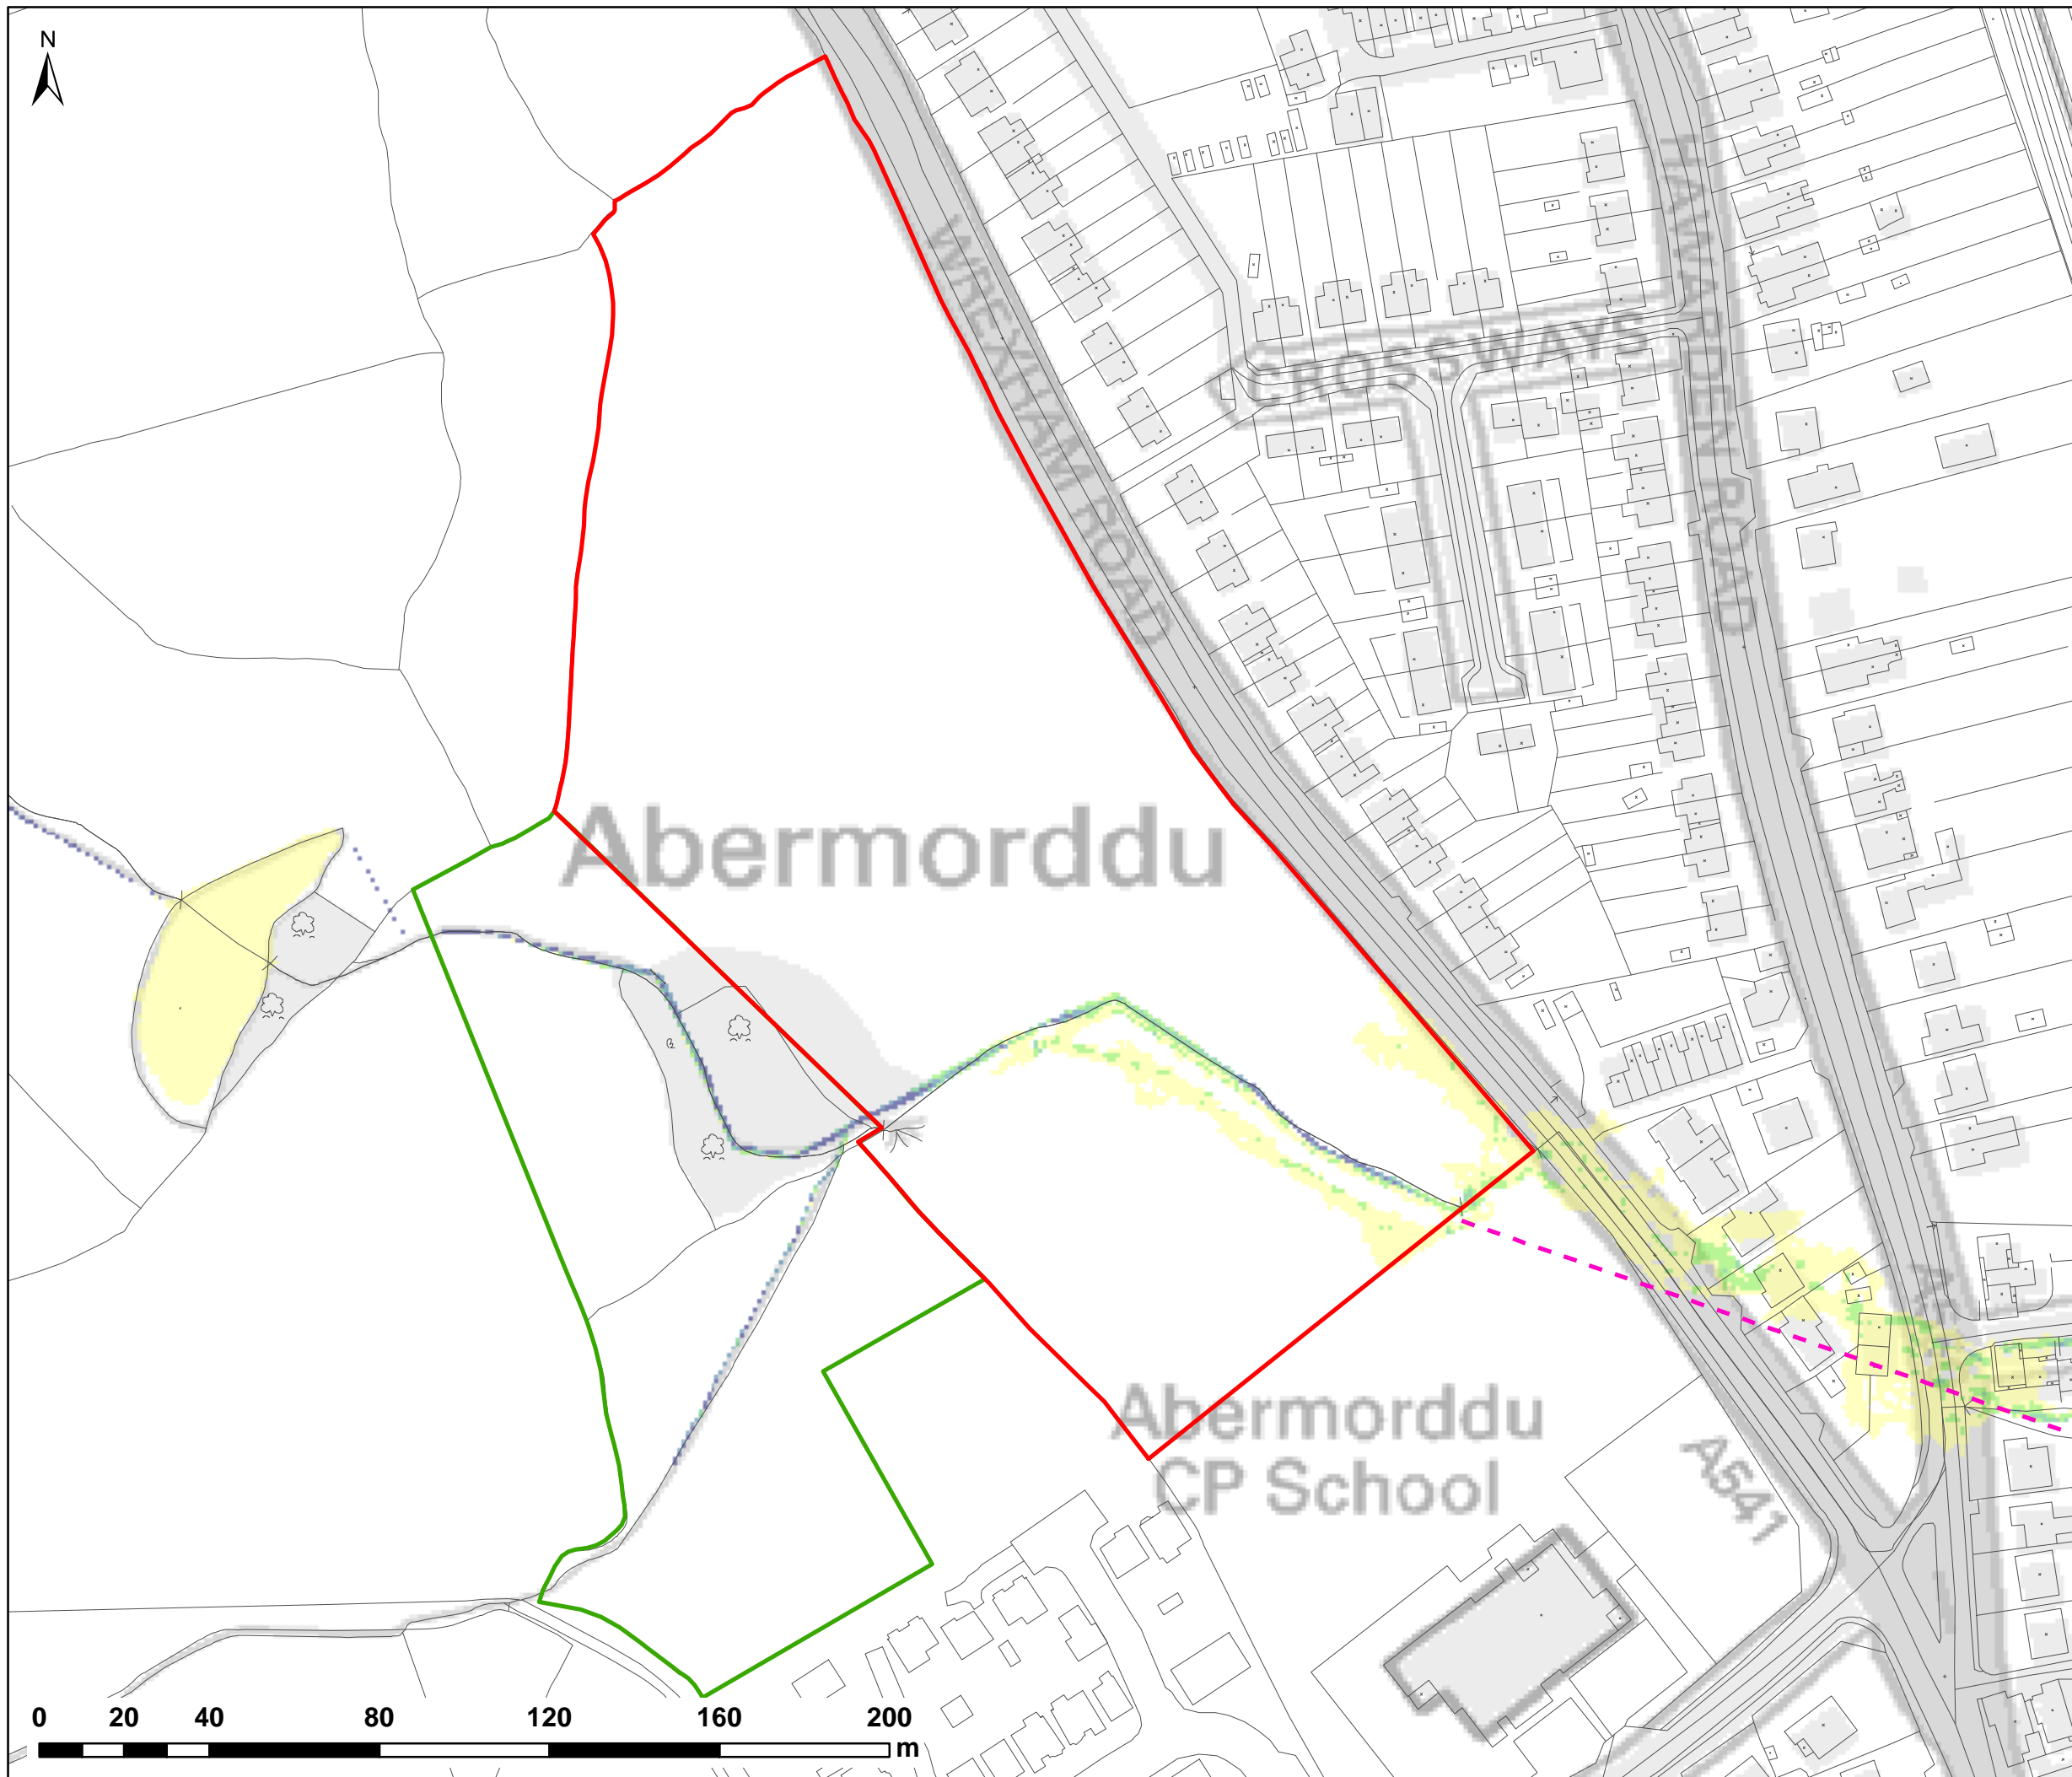 N
WREXHAM ROAD
HAWARDEN ROAD
CROSSWAYS
Abermorddu
Abermorddu
CP School
A541
0 20 40 80 120 160 200
m